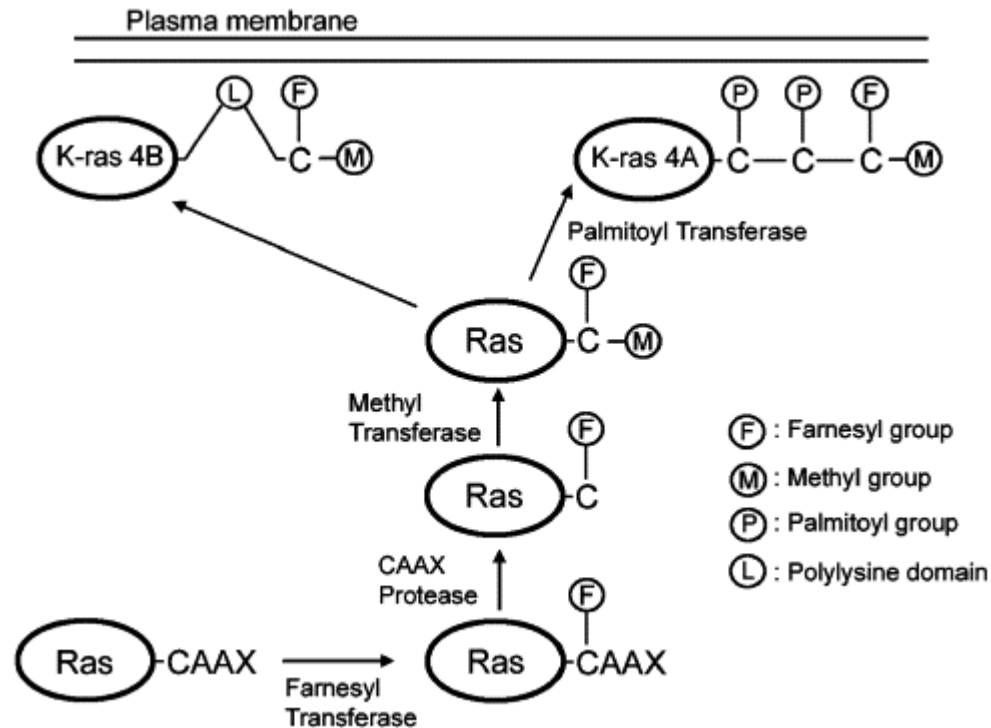 Plasma membrane
L
F
K-ras 4B
C
M
P
P
F
K-ras 4A
C
C
C
M
Palmitoyl Transferase
F
Ras
C
M
Methyl
Transferase
F
Ras
C
F : Farnesyl group
M : Methyl group
P : Palmitoyl group
L : Polylysine domain
CAAX
Protease
F
Ras
CAAX
Farnesyl
Transferase
Ras
CAAX